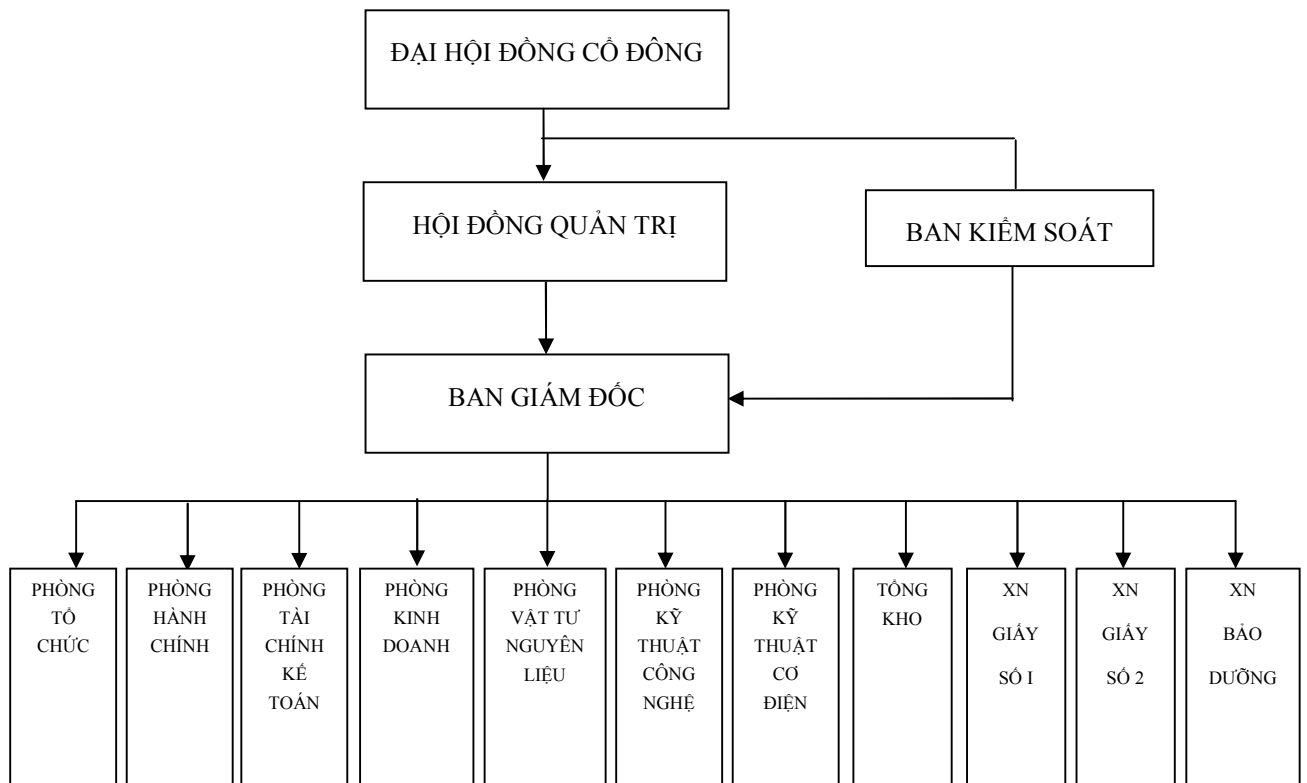 ĐẠI HỘI ĐỒNG CỔ ĐÔNG
HỘI ĐỒNG QUẢN TRỊ
BAN KIỂM SOÁT
BAN GIÁM ĐỐC
PHÒNG
TỔ
CHỨC
PHÒNG
HÀNH
CHÍNH
PHÒNG
TÀI
CHÍNH
KẾ
TOÁN
PHÒNG
KINH
DOANH
PHÒNG
VẬT TƯ
NGUYÊN
LIỆU
PHÒNG
KỸ
THUẬT
CÔNG
NGHỆ
PHÒNG
KỸ
THUẬT
CƠ
ĐIỆN
TỔNG
KHO
XN
GIẤY
SỐ I
XN
GIẤY
SỐ 2
XN
BẢO
DƯỠNG